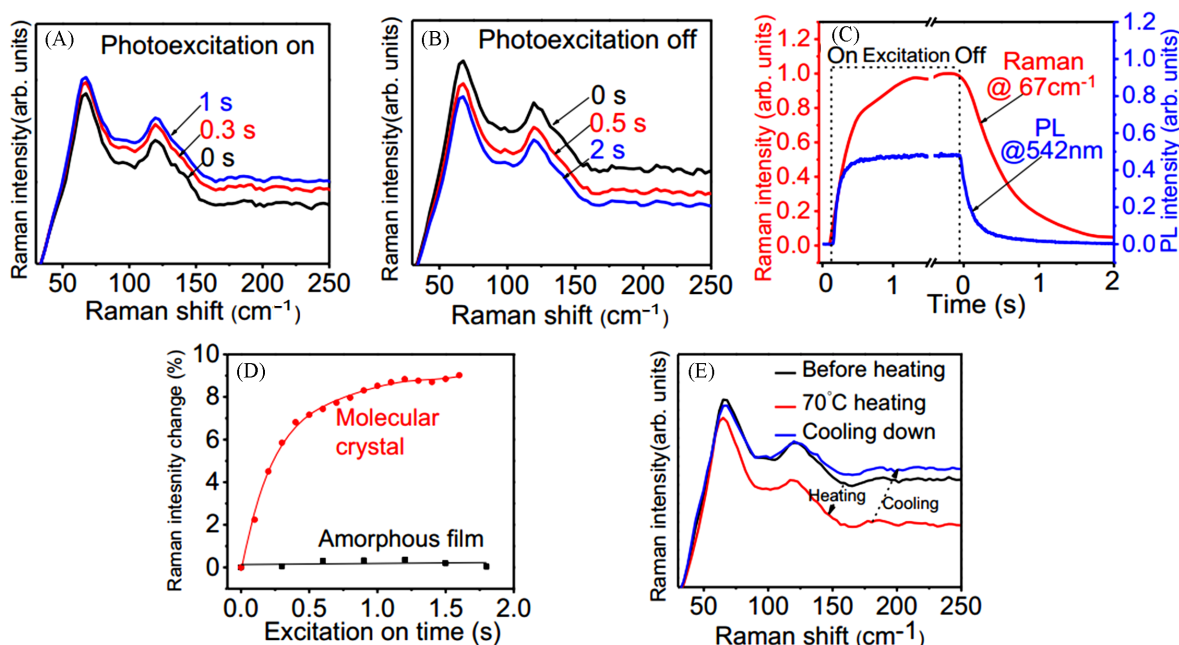 (A)
Photoexcitation on
1 s
0.3 s
0 s
Raman intensity(arb. units)
50 100 150 200 250
Raman shift (cm⁻¹)
(B)
Photoexcitation off
0 s
0.5 s
2 s
Raman intensity(arb. units)
50 100 150 200 250
Raman shift (cm⁻¹)
(C)
On Excitation Off
Raman
@ 67cm⁻¹
PL
@542nm
Raman intensity (arb. units)
1.2
1.0
0.8
0.6
0.4
0.2
0.0
PL intensity (arb. units)
1.2
1.0
0.8
0.6
0.4
0.2
0.0
0 1 0 1 2
Time (s)
(D)
Molecular
crystal
Amorphous film
Raman intesnity change (%)
10
8
6
4
2
0
0.0 0.5 1.0 1.5 2.0
Excitation on time (s)
(E)
Before heating
70°C heating
Cooling down
Heating
Cooling
Raman intensity(arb. units)
50 100 150 200 250
Raman shift (cm⁻¹)